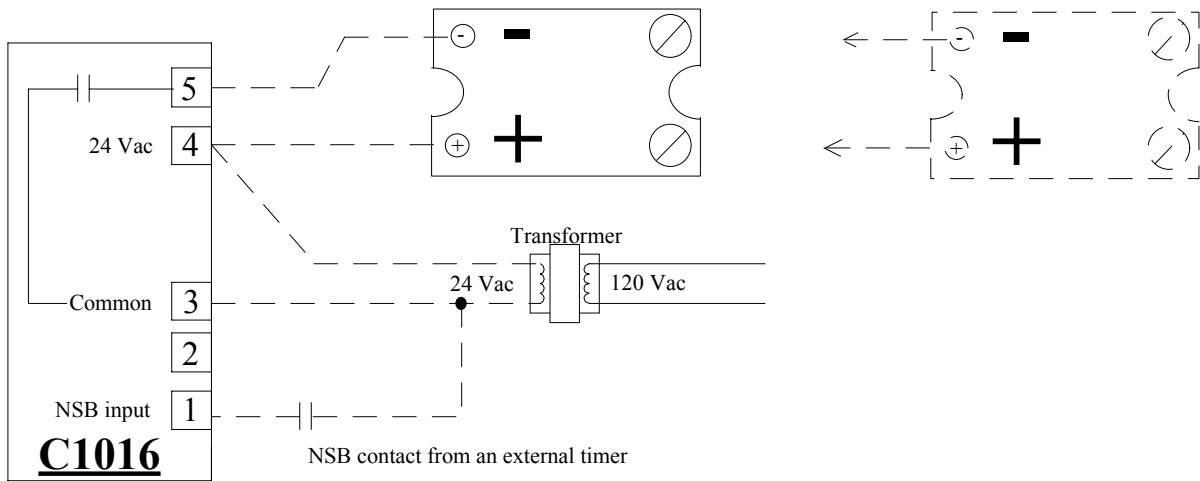 - -
- -
5
24 Vac 4
+ +
+ +
Transformer
24 Vac
120 Vac
Common 3
2
NSB input 1
C1016
NSB contact from an external timer